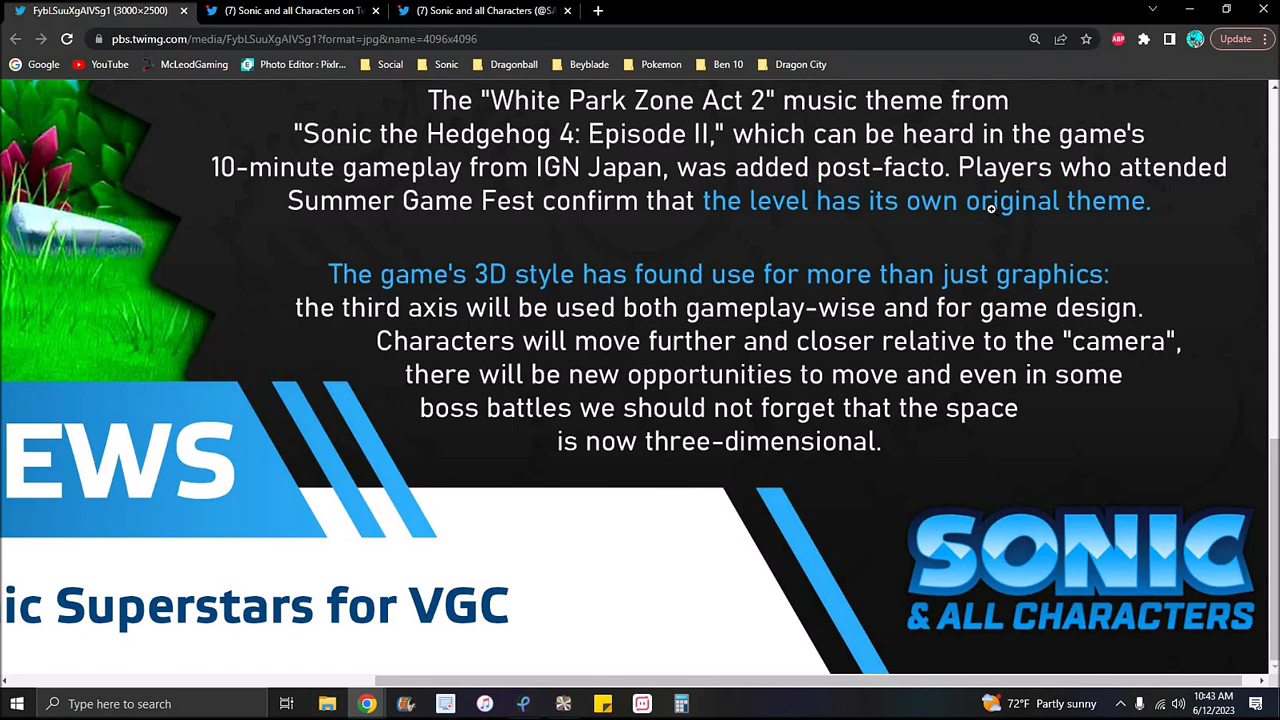 FybLSuuXgAIVSg1 (3000×2500)
(7) Sonic and all Characters on Tv
(7) Sonic and all Characters (@SA
pbs.twimg.com/media/FybLSuuXgAIVSg1?format=jpg&name=4096x4096
ABP
Update
Google
YouTube
McLeodGaming
Photo Editor : Pixlr...
Social
Sonic
Dragonball
Beyblade
Pokemon
Ben 10
Dragon City
The "White Park Zone Act 2" music theme from
"Sonic the Hedgehog 4: Episode II," which can be heard in the game's
10-minute gameplay from IGN Japan, was added post-facto. Players who attended
Summer Game Fest confirm that the level has its own original theme.
The game's 3D style has found use for more than just graphics:
the third axis will be used both gameplay-wise and for game design.
Characters will move further and closer relative to the "camera",
there will be new opportunities to move and even in some
boss battles we should not forget that the space
is now three-dimensional.
EWS
ic Superstars for VGC
SONIC
& ALL CHARACTERS
Type here to search
72°F Partly sunny
10:43 AM
6/12/2023